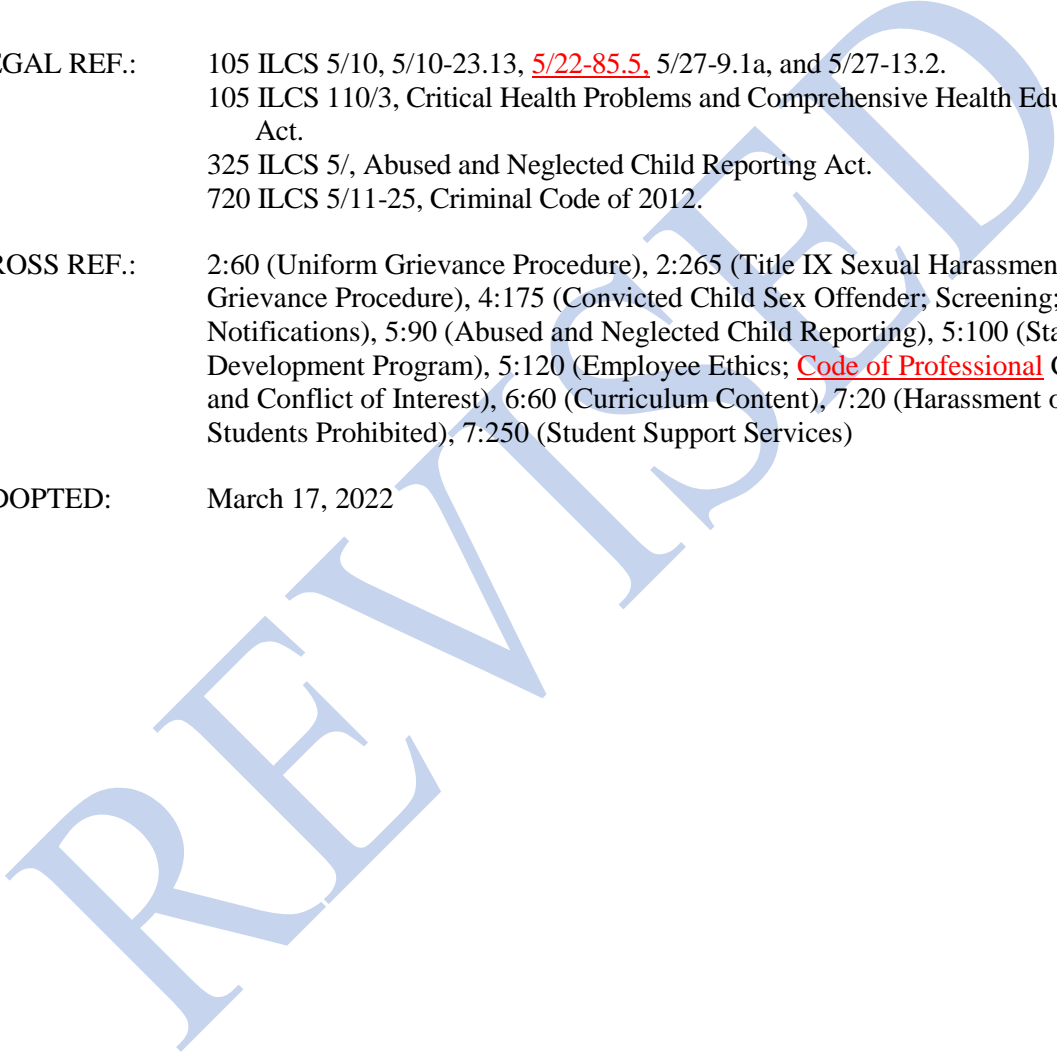 EGAL REF.: 105 ILCS 5/10, 5/10-23.13, 5/22-85.5, 5/27-9.1a, and 5/27-13.2.
105 ILCS 110/3, Critical Health Problems and Comprehensive Health Edu
Act.
325 ILCS 5/, Abused and Neglected Child Reporting Act.
720 ILCS 5/11-25, Criminal Code of 2012.
ROSS REF.: 2:60 (Uniform Grievance Procedure), 2:265 (Title IX Sexual Harassmen
Grievance Procedure), 4:175 (Convicted Child Sex Offender; Screening;
Notifications), 5:90 (Abused and Neglected Child Reporting), 5:100 (Sta
Development Program), 5:120 (Employee Ethics; Code of Professional C
and Conflict of Interest), 6:60 (Curriculum Content), 7:20 (Harassment o
Students Prohibited), 7:250 (Student Support Services)
DOPTED: March 17, 2022
REVISED